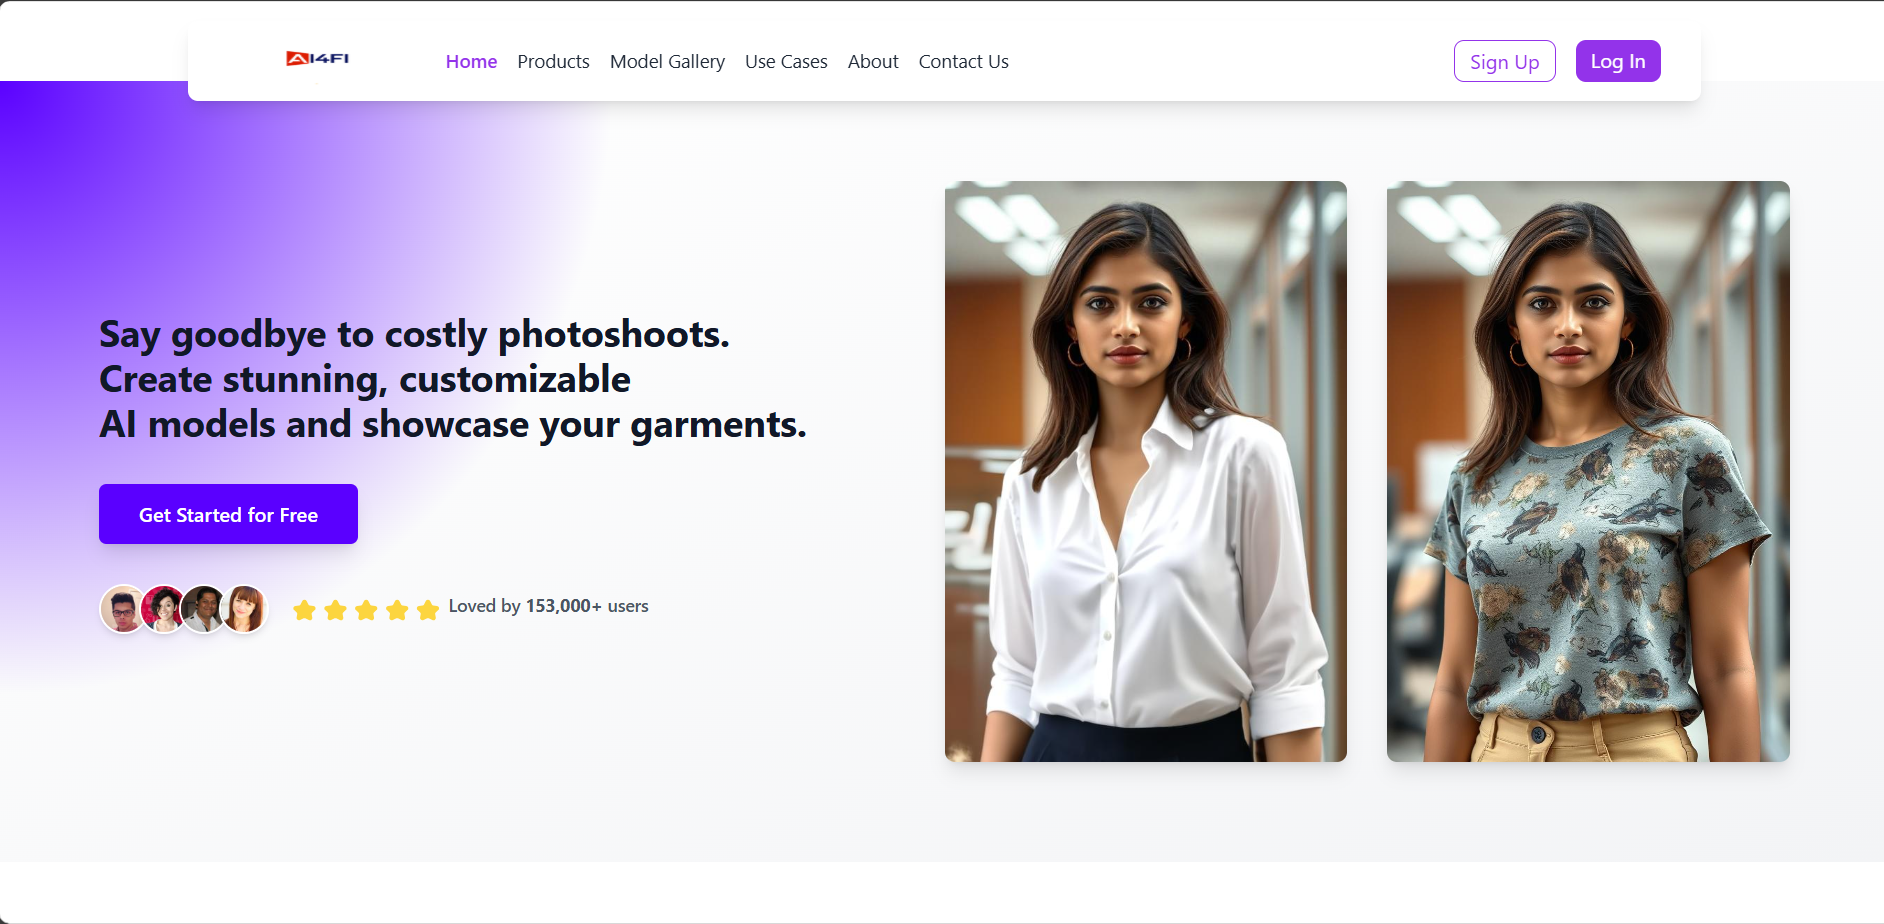 AI4FI
Home Products Model Gallery Use Cases About Contact Us
Sign Up
Log In
Say goodbye to costly photoshoots.
Create stunning, customizable
AI models and showcase your garments.
Get Started for Free
Loved by 153,000+ users